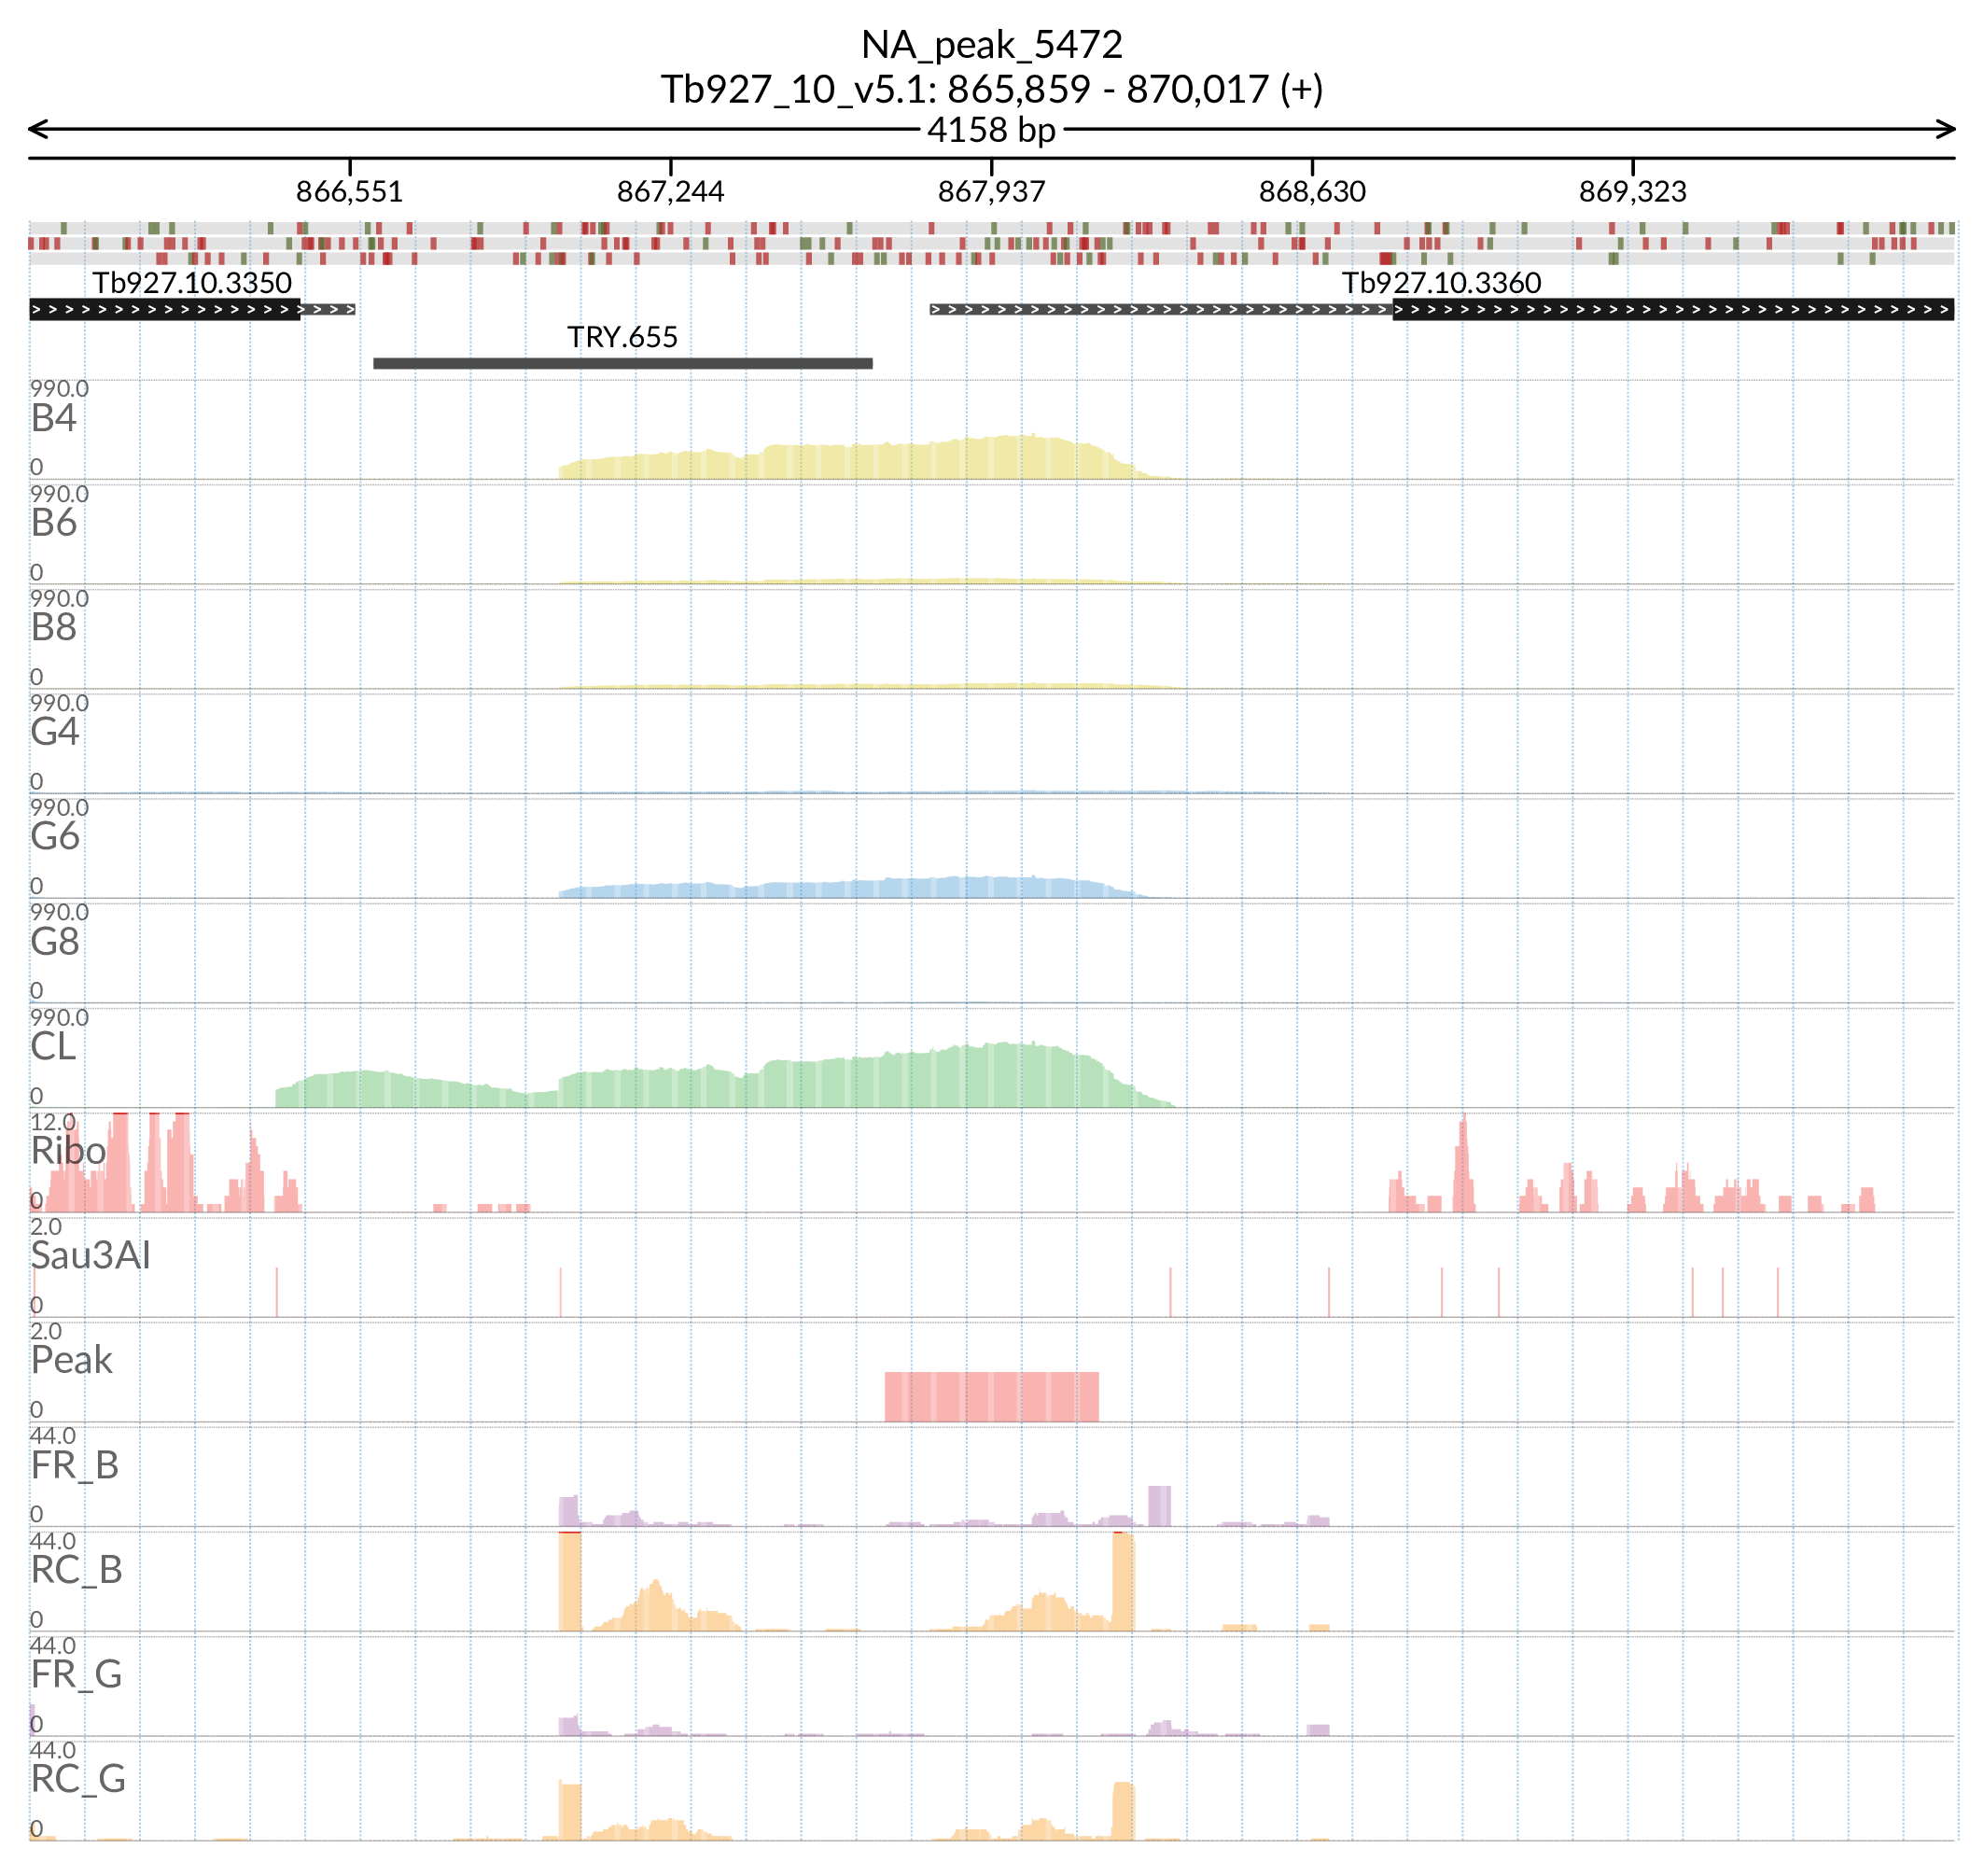 NA_peak_5472
Tb927_10_v5.1: 865,859 - 870,017 (+)
4158 bp
866,551 867,244 867,937 868,630 869,323
Tb927.10.3350 Tb927.10.3360
TRY.655
990.0
B4
0
990.0
B6
0
990.0
B8
0
990.0
G4
0
990.0
G6
0
990.0
G8
0
990.0
CL
0
12.0
Ribo
0
2.0
Sau3AI
0
2.0
Peak
0
44.0
FR_B
0
44.0
RC_B
0
44.0
FR_G
0
44.0
RC_G
0